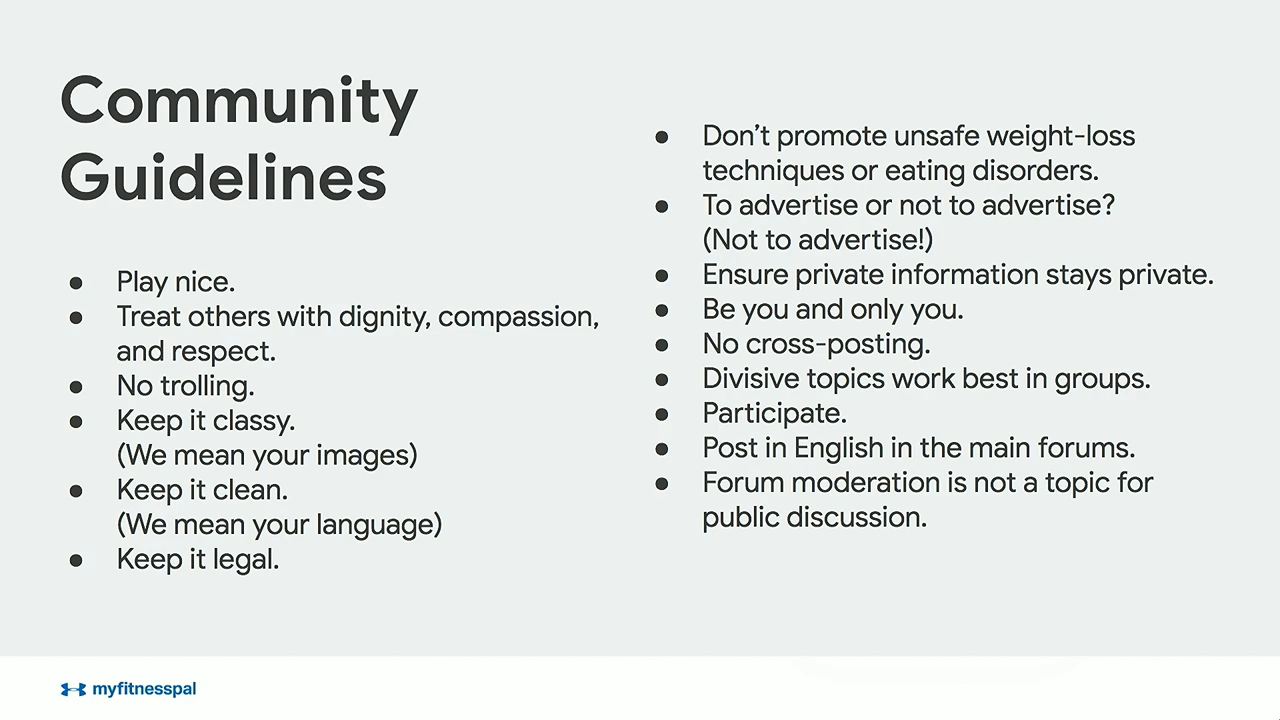 Community
Guidelines
● Play nice.
● Treat others with dignity, compassion,
and respect.
● No trolling.
● Keep it classy.
(We mean your images)
● Keep it clean.
(We mean your language)
● Keep it legal.
● Don’t promote unsafe weight-loss
techniques or eating disorders.
● To advertise or not to advertise?
(Not to advertise!)
● Ensure private information stays private.
● Be you and only you.
● No cross-posting.
● Divisive topics work best in groups.
● Participate.
● Post in English in the main forums.
● Forum moderation is not a topic for
public discussion.
myfitnesspal